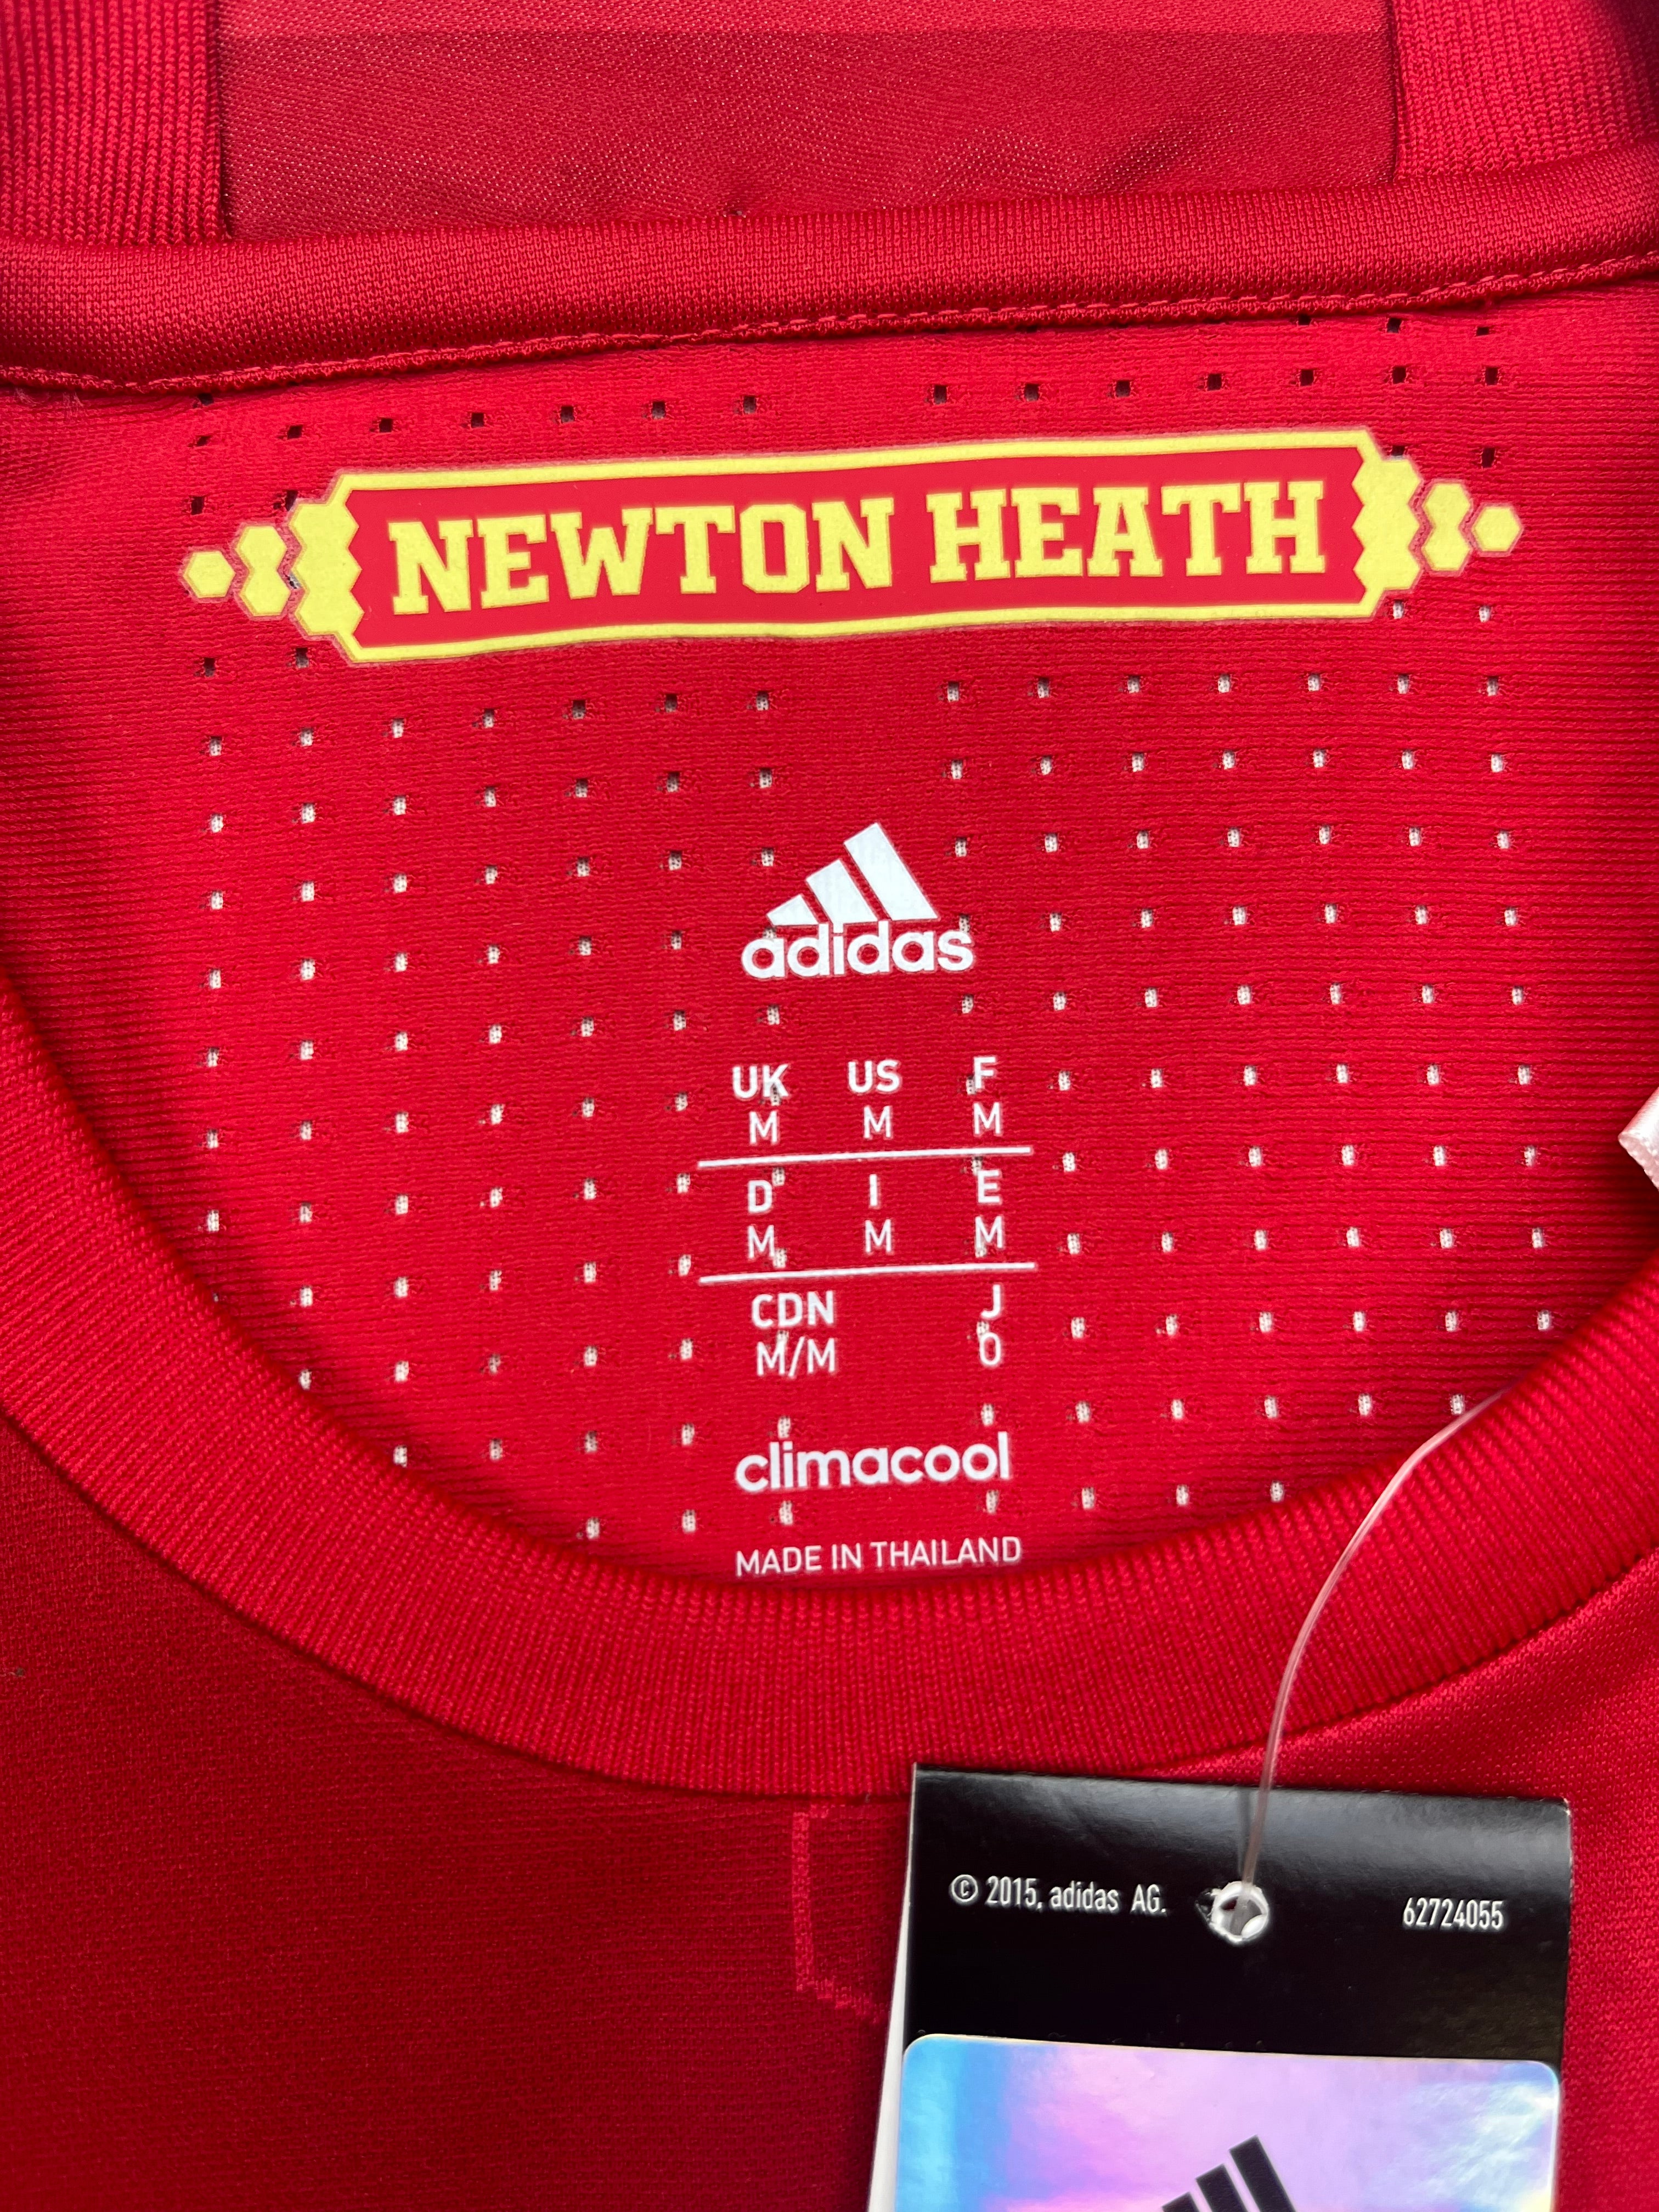 NEWTON HEATH
adidas
UK US F
M M M
D I E
M M M
CDN J
M/M O
climacool
MADE IN THAILAND
© 2015, adidas AG. 62724055